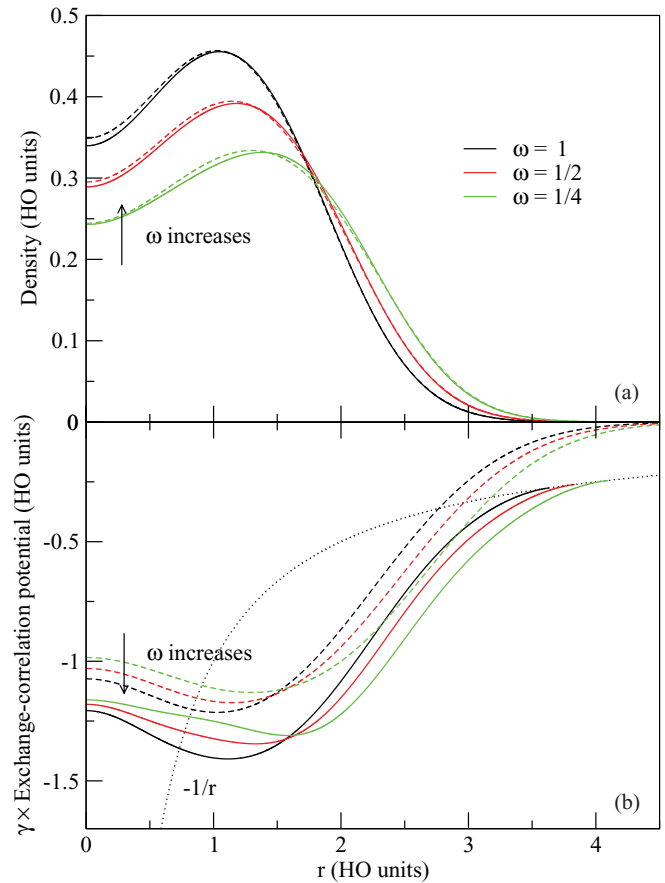 0.5
0.4
0.3
0.2
0.1
0
Density (HO units)
ω = 1
ω = 1/2
ω = 1/4
ω increases
(a)
-0.5
-1
-1.5
γ × Exchange-correlation potential (HO units)
ω increases
-1/r
(b)
0 1 2 3 4
r (HO units)